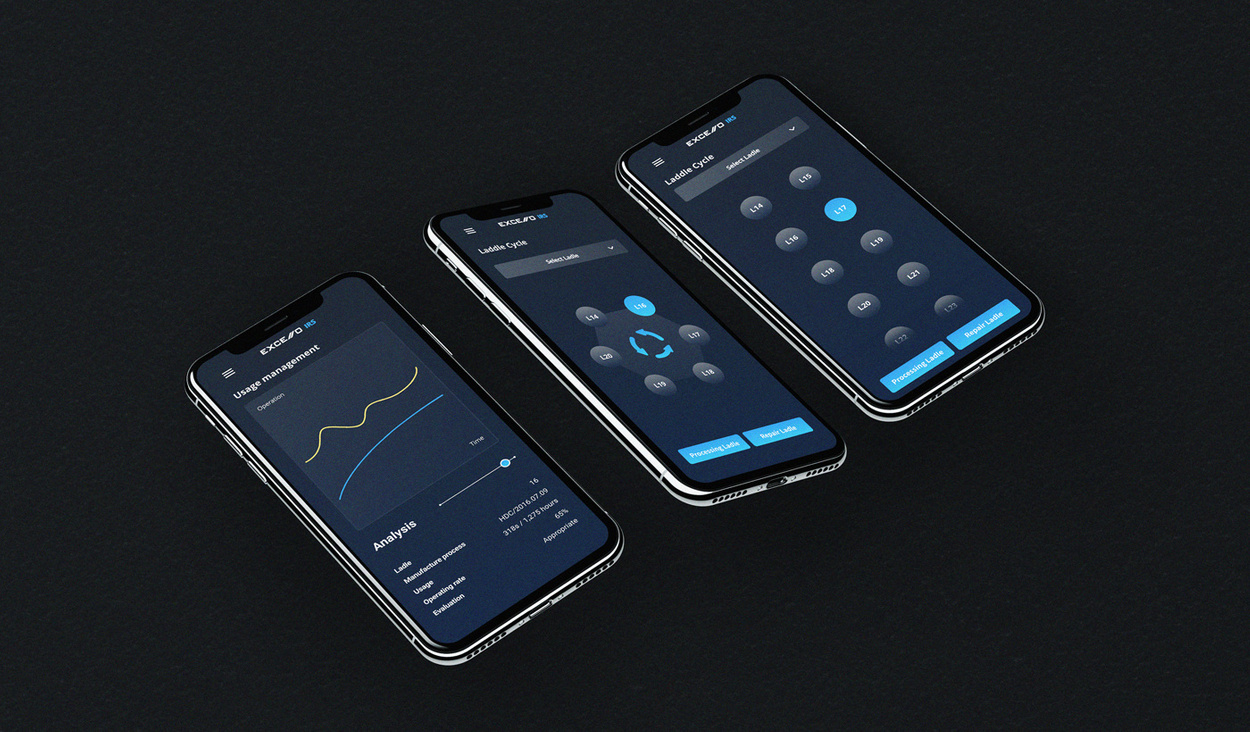 EXCELLO IRS
Usage management
Operation
Time
Analysis
Ladle 16
Manufacture process HDC/2016.07.09
Usage 318s / 1,275 hours
Operating rate 65%
Evaluation Appropriate
EXCELLO IRS
Laddle Cycle
Select Ladle
L14
L16
L20
L17
L19
L18
Processing Ladle
Repair Ladle
EXCELLO IRS
Laddle Cycle
Select Ladle
L15
L14
L17
L16
L19
L18
L21
L20
L23
L22
Processing Ladle
Repair Ladle